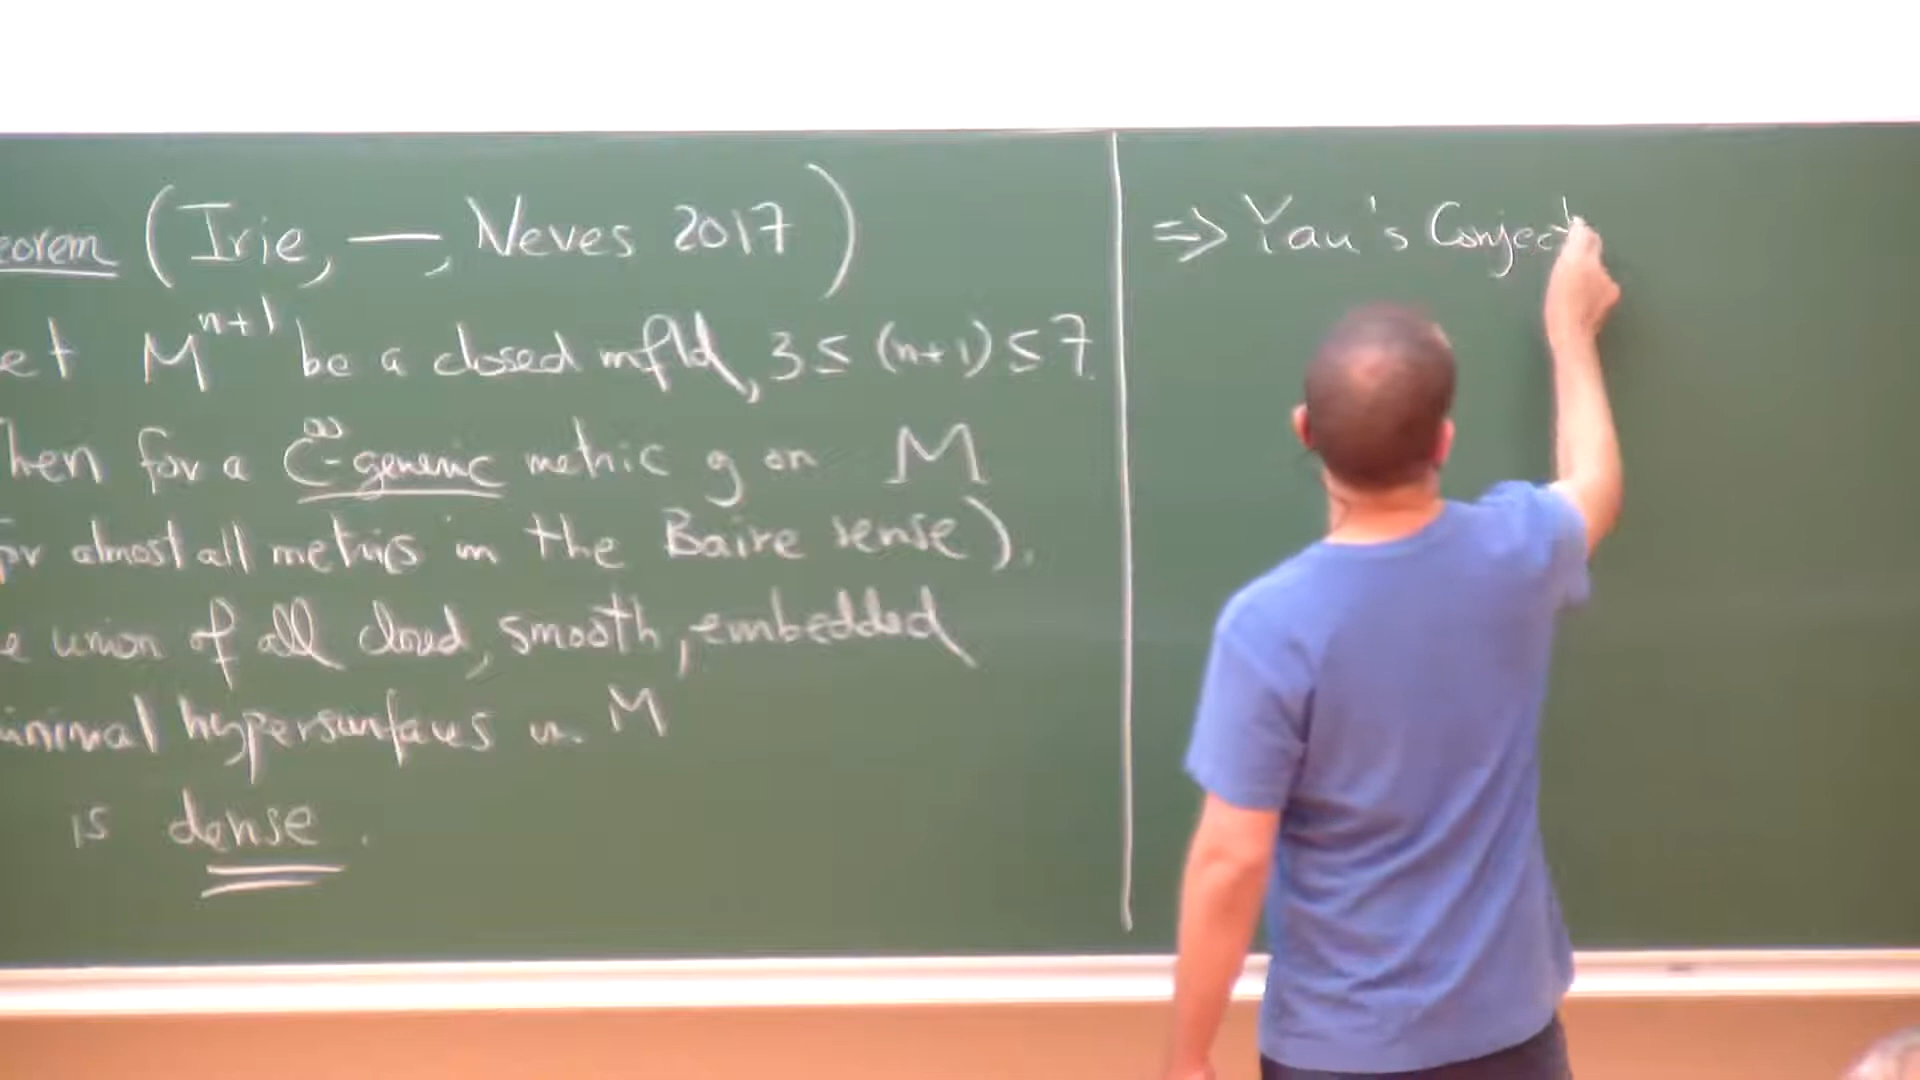 eorem (Irie, —, Neves 2017)
et M^{n+1} be a closed mfld, 3 ≤ (n+1) ≤ 7.
hen for a C^∞-generic metric g on M
or almost all metrics in the Baire sense).
e union of all closed, smooth, embedded
inimal hypersurfaces in M
is dense.
=> Yau's Conject